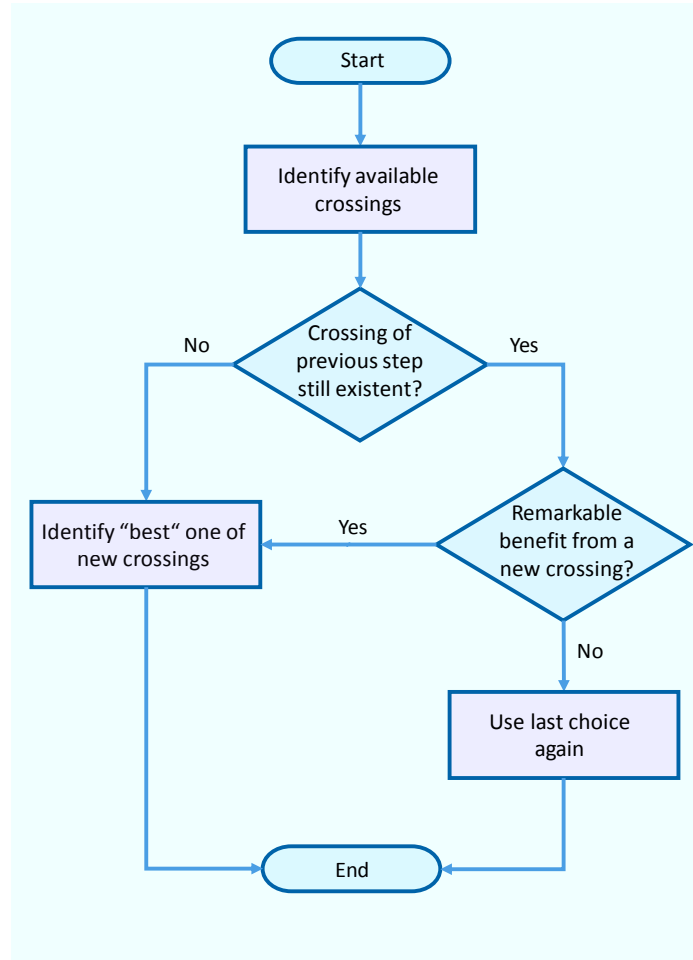 Start
Identify available
crossings
Crossing of
previous step
still existent?
No
Yes
Identify “best“ one of
new crossings
Yes
Remarkable
benefit from a
new crossing?
No
Use last choice
again
End